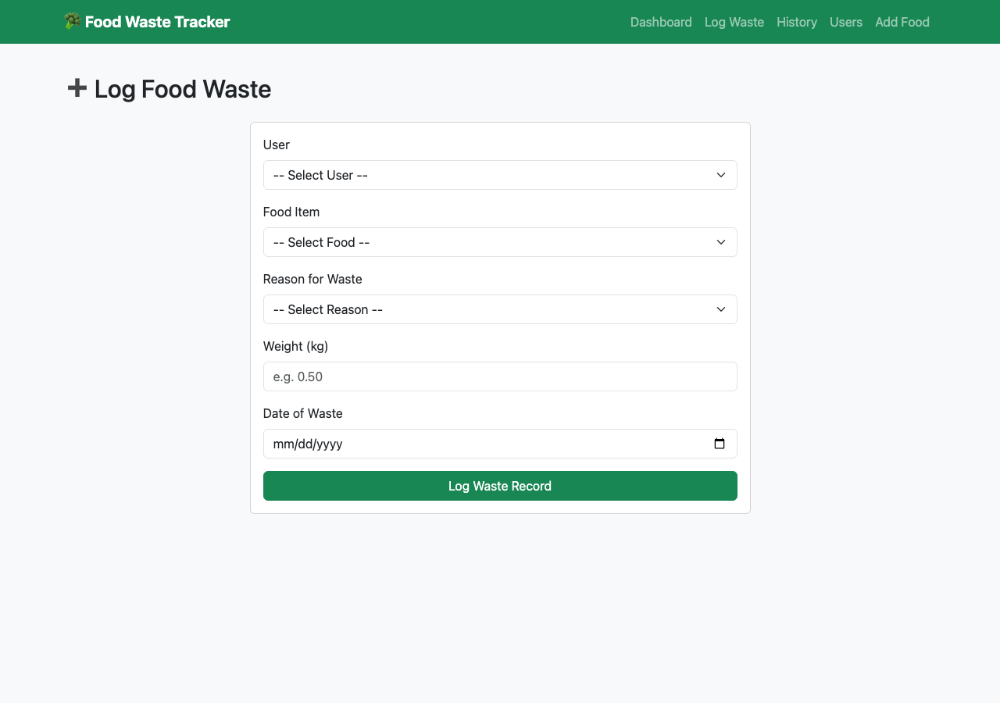 🥦 Food Waste Tracker
Dashboard Log Waste History Users Add Food
➕ Log Food Waste
User
-- Select User --
Food Item
-- Select Food --
Reason for Waste
-- Select Reason --
Weight (kg)
e.g. 0.50
Date of Waste
mm/dd/yyyy
Log Waste Record